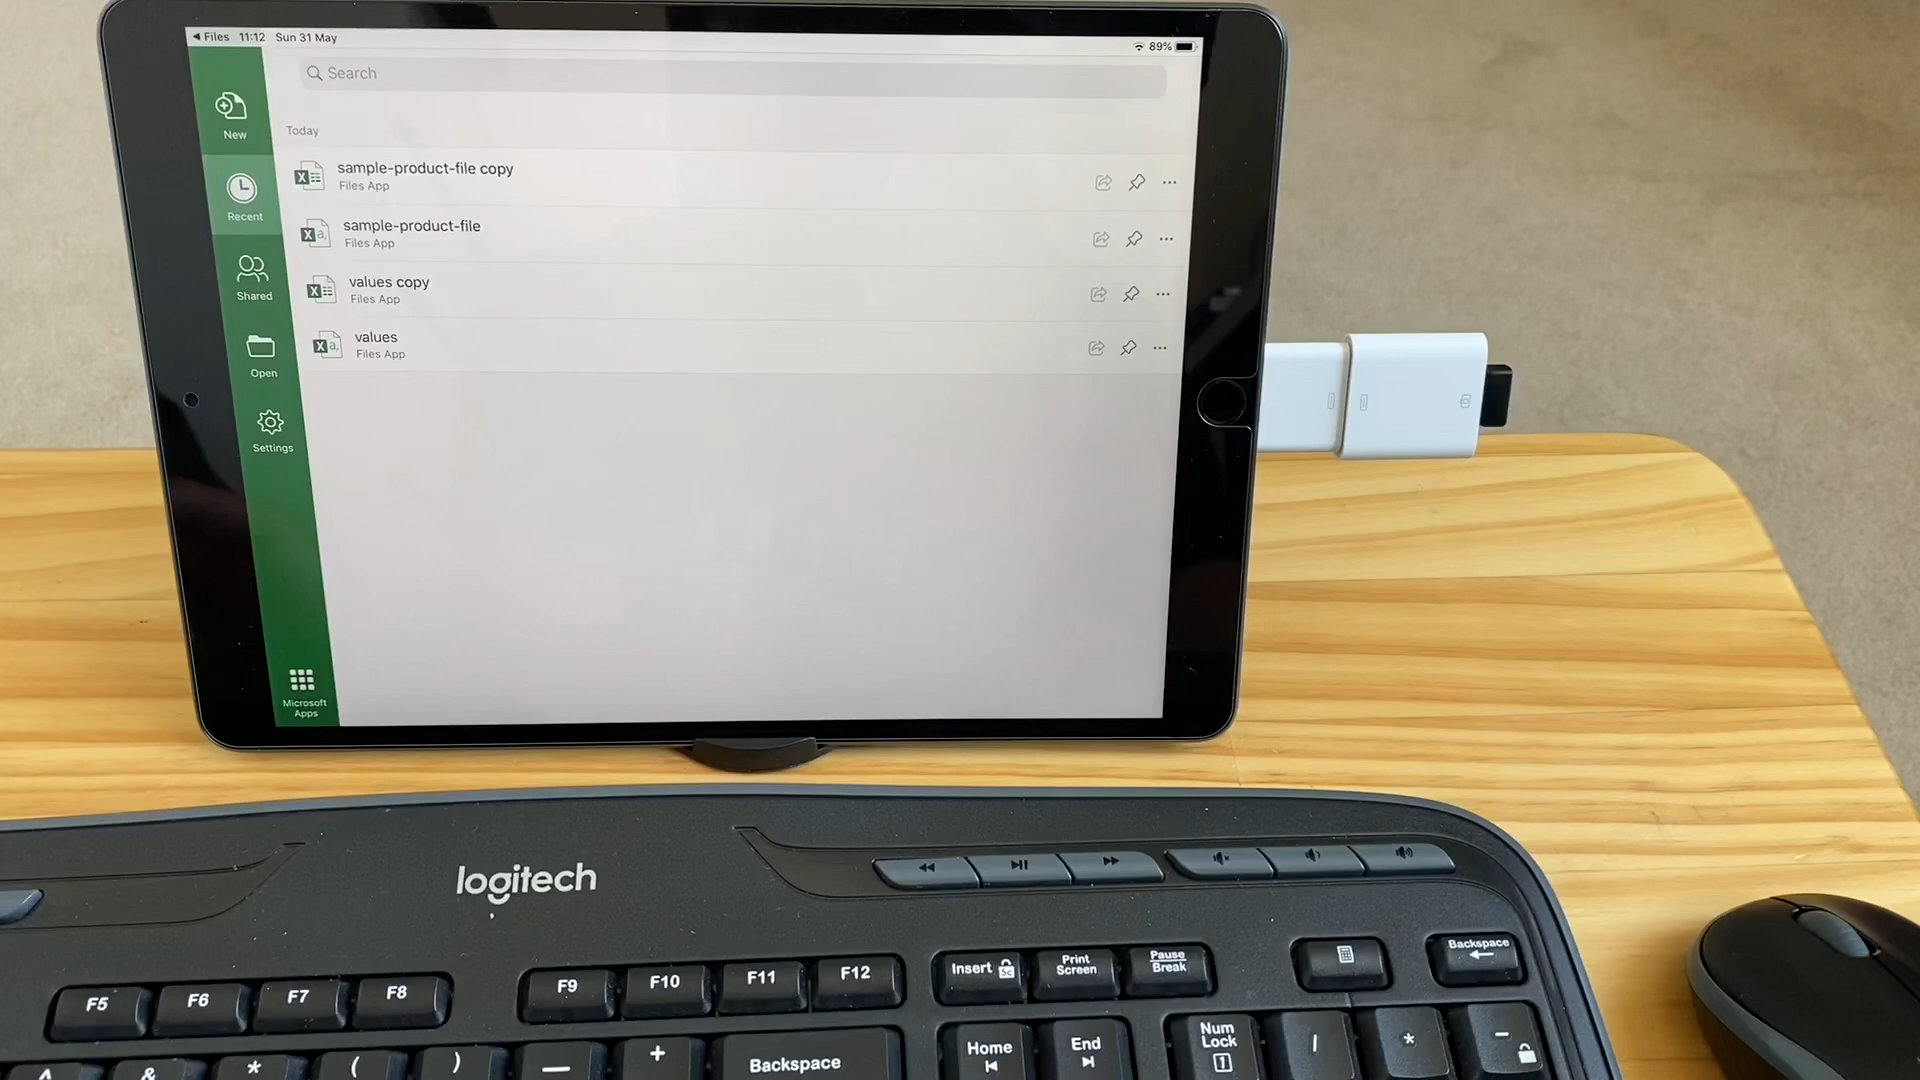 Files 11:12 Sun 31 May
89%
Search
New
Today
sample-product-file copy
Files App
Recent
sample-product-file
Files App
Shared
values copy
Files App
Open
values
Files App
Settings
Microsoft
Apps
logitech
F5 F6 F7 F8 F9 F10 F11 F12
Insert
Print
Screen
Pause
Break
Backspace
^ & * ( ) — + Backspace
Home
End
Num
Lock
1
/ * -